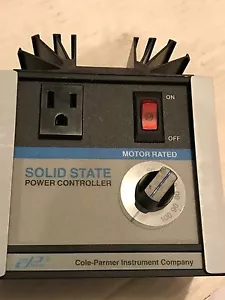 ON
OFF
MOTOR RATED
SOLID STATE
POWER CONTROLLER
Cole-Parmer Instrument Company